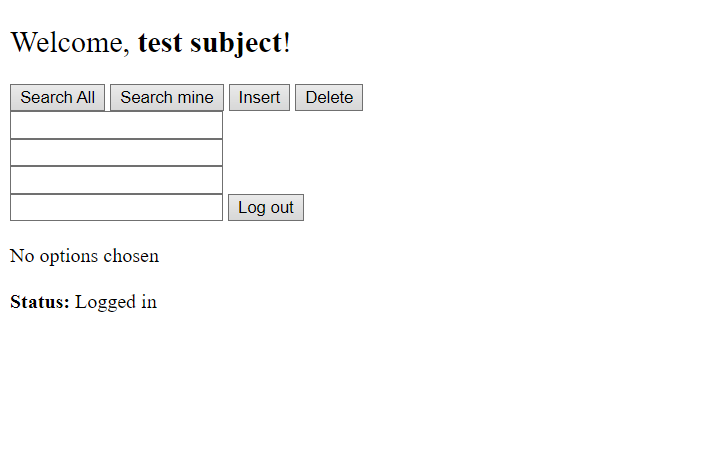 Welcome, test subject!
Search All Search mine Insert Delete
Log out
No options chosen
Status: Logged in